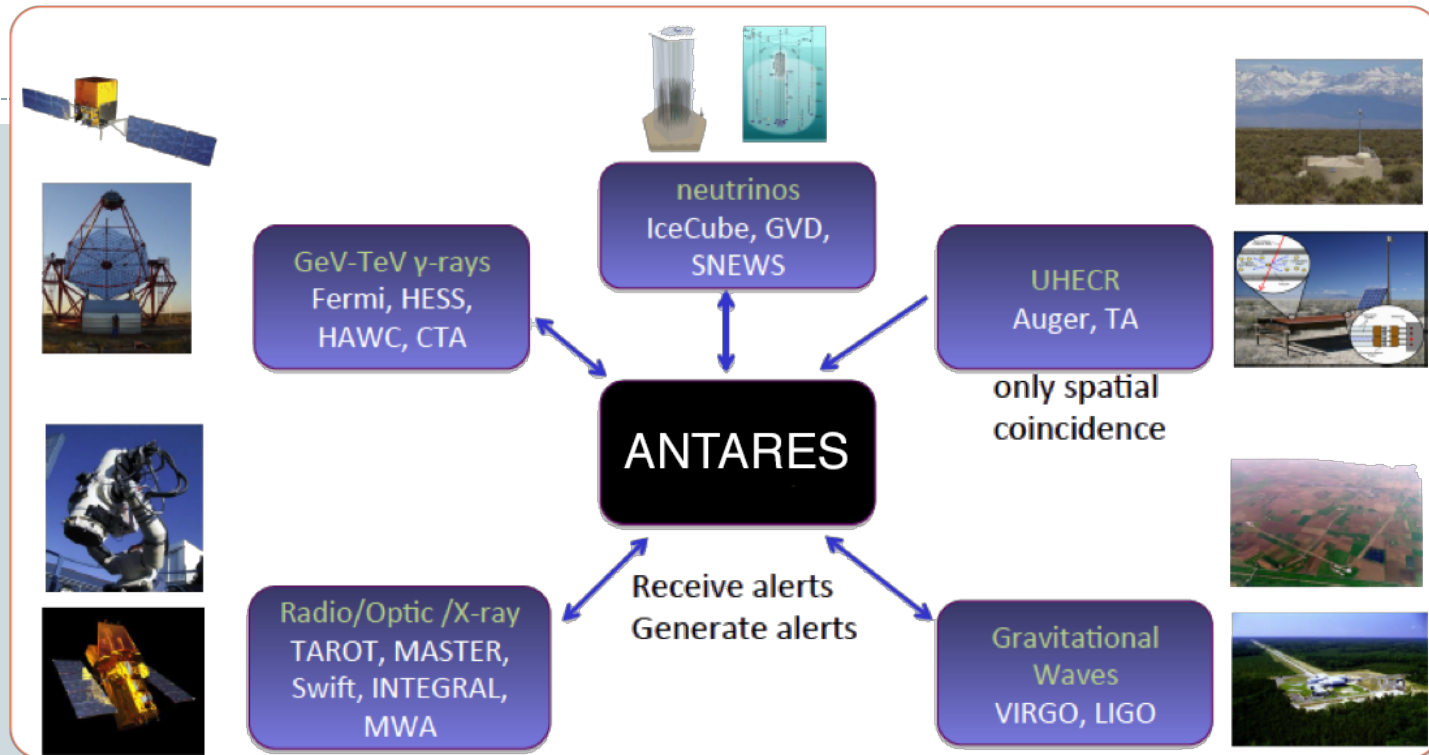 neutrinos
IceCube, GVD,
SNEWS
GeV-TeV γ-rays
Fermi, HESS,
HAWC, CTA
UHECR
Auger, TA
only spatial
coincidence
ANTARES
Receive alerts
Generate alerts
Radio/Optic /X-ray
TAROT, MASTER,
Swift, INTEGRAL,
MWA
Gravitational
Waves
VIRGO, LIGO